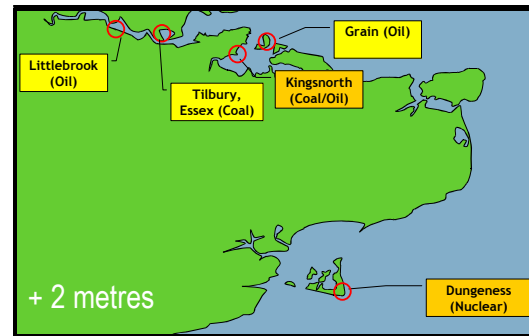 Grain (Oil)
Littlebrook
(Oil)
Tilbury,
Essex (Coal)
Kingsnorth
(Coal/Oil)
+ 2 metres
Dungeness
(Nuclear)